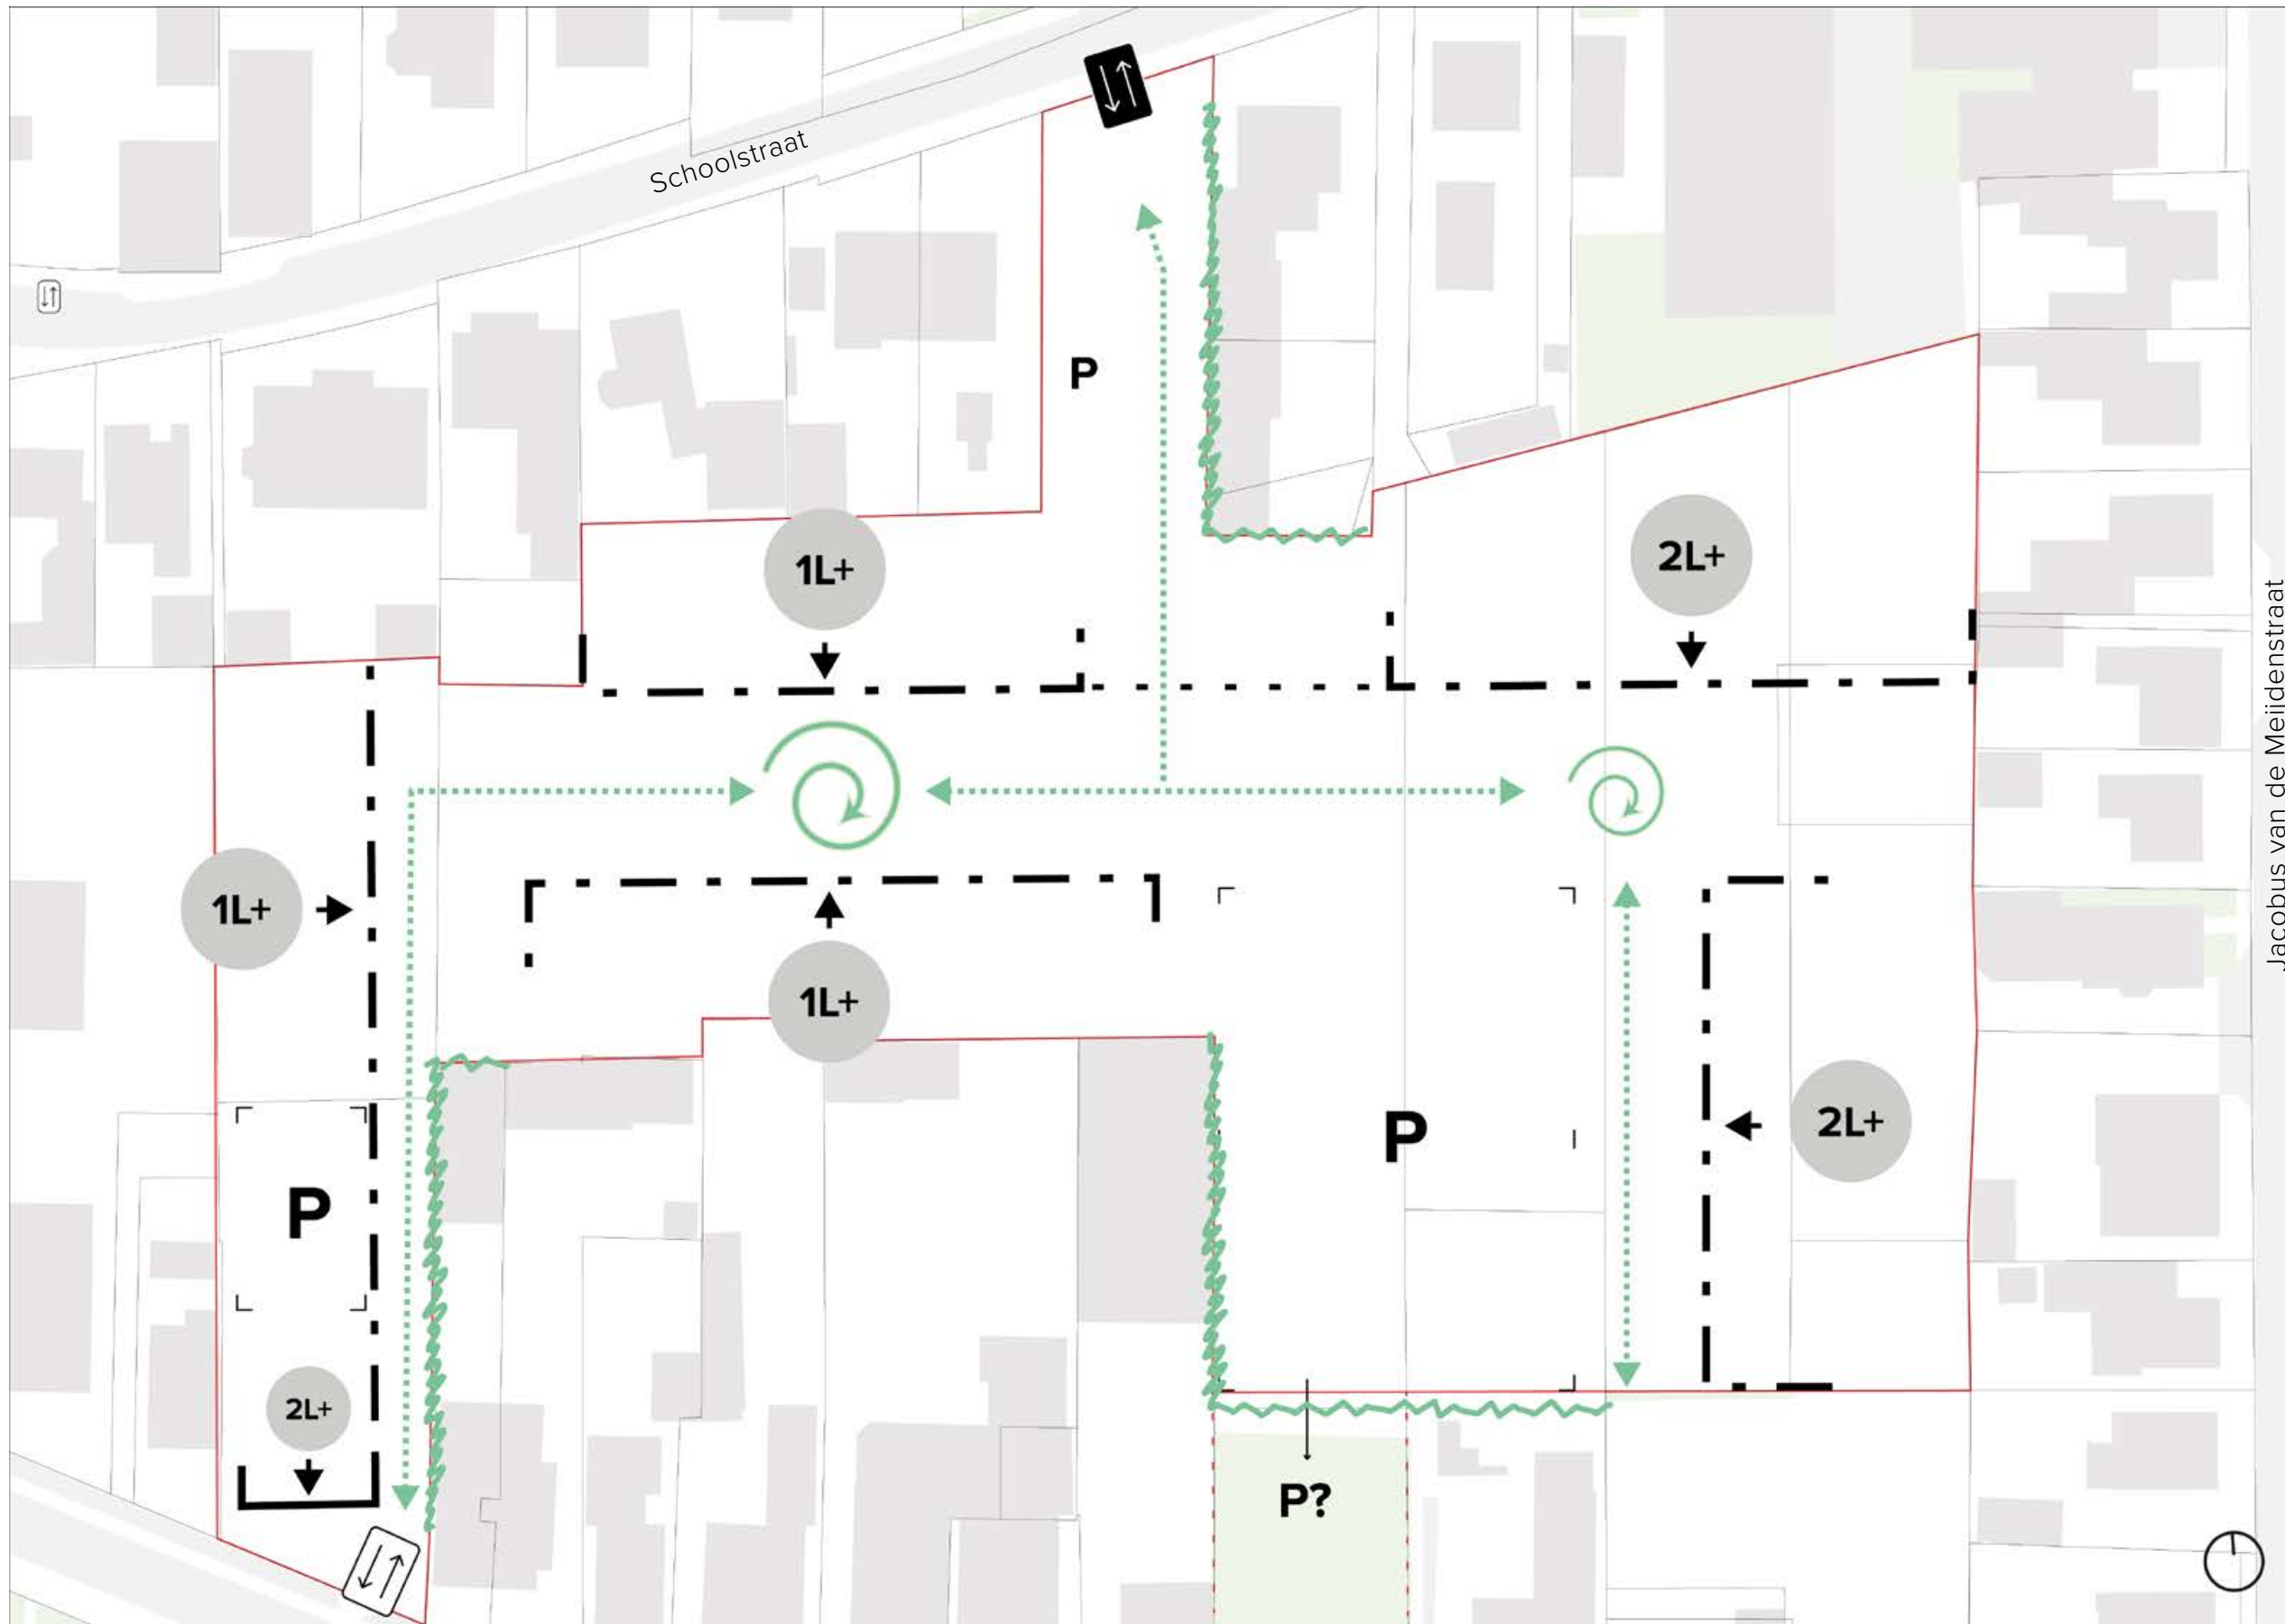 Schoolstraat
P
1L+
2L+
Jacobus van de Meijdenstraat
1L+
1L+
P
2L+
P
2L+
P?